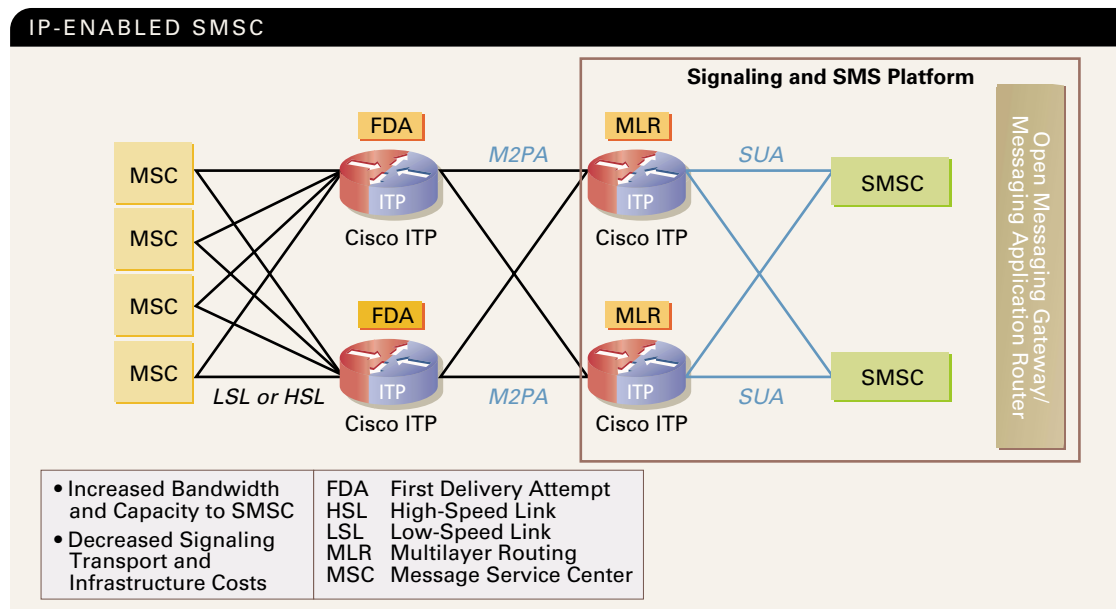 IP-ENABLED SMSC
Signaling and SMS Platform
FDA
MLR
MSC
MSC
MSC
MSC
ITP
Cisco ITP
M2PA
ITP
Cisco ITP
SUA
SMSC
FDA
MLR
LSL or HSL
ITP
Cisco ITP
M2PA
ITP
Cisco ITP
SUA
SMSC
Open Messaging Gateway/
Messaging Application Router
• Increased Bandwidth
and Capacity to SMSC
• Decreased Signaling
Transport and
Infrastructure Costs
FDA First Delivery Attempt
HSL High-Speed Link
LSL Low-Speed Link
MLR Multilayer Routing
MSC Message Service Center